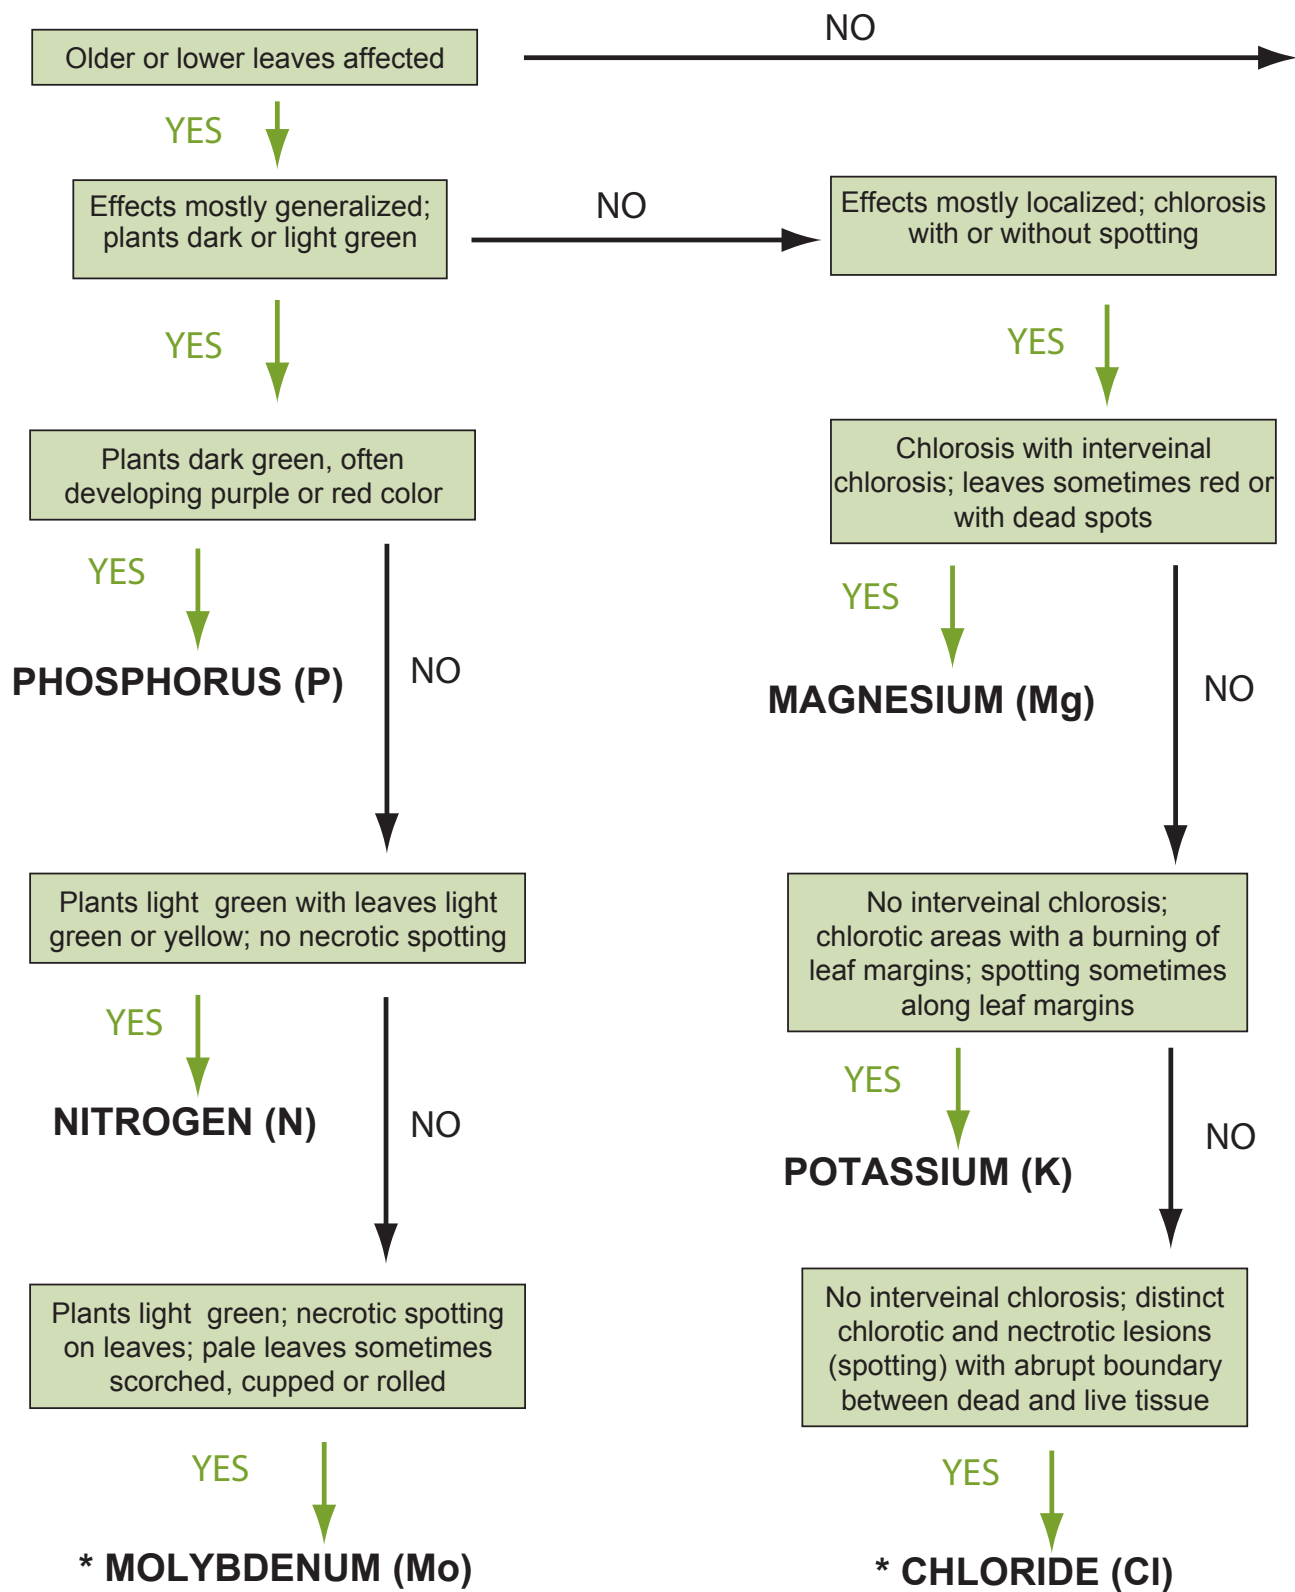 Older or lower leaves affected
NO
YES
Effects mostly generalized;
plants dark or light green
NO
Effects mostly localized; chlorosis
with or without spotting
YES
YES
Plants dark green, often
developing purple or red color
Chlorosis with interveinal
chlorosis; leaves sometimes red or
with dead spots
YES
PHOSPHORUS (P)
NO
YES
MAGNESIUM (Mg)
NO
Plants light green with leaves light
green or yellow; no necrotic spotting
No interveinal chlorosis;
chlorotic areas with a burning of
leaf margins; spotting sometimes
along leaf margins
YES
NITROGEN (N)
NO
YES
POTASSIUM (K)
NO
Plants light green; necrotic spotting
on leaves; pale leaves sometimes
scorched, cupped or rolled
No interveinal chlorosis; distinct
chlorotic and nectrotic lesions
(spotting) with abrupt boundary
between dead and live tissue
YES
* MOLYBDENUM (Mo)
YES
* CHLORIDE (Cl)